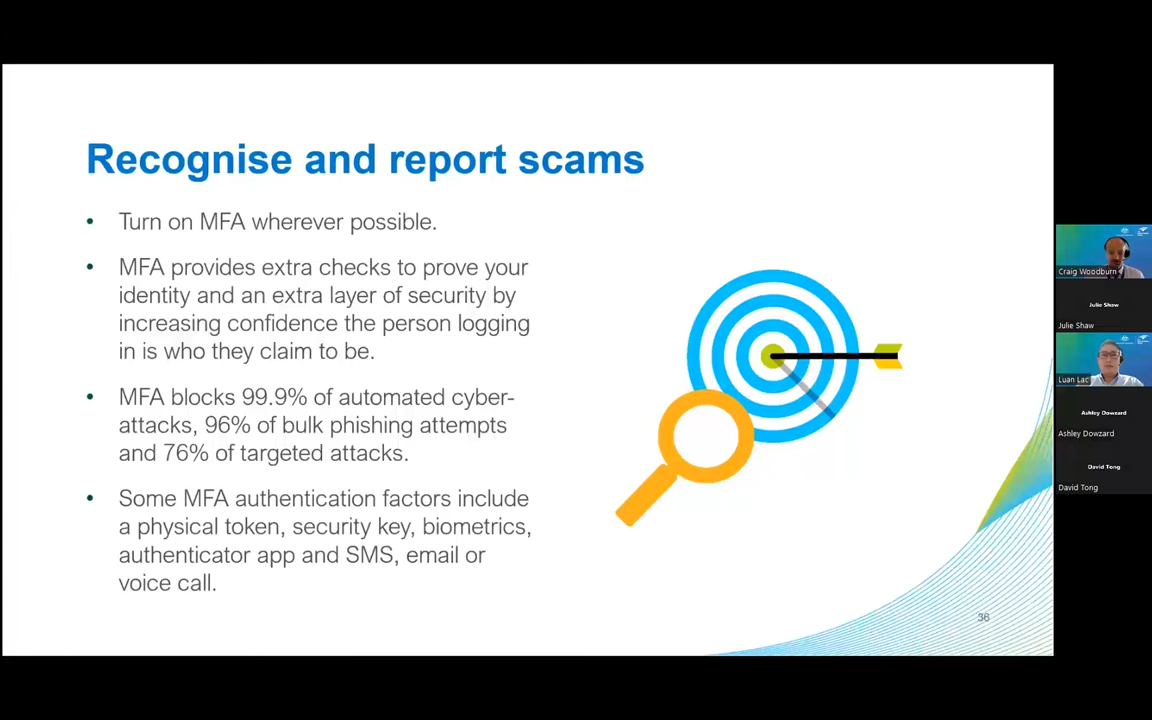 Recognise and report scams
• Turn on MFA wherever possible.
• MFA provides extra checks to prove your
identity and an extra layer of security by
increasing confidence the person logging
in is who they claim to be.
• MFA blocks 99.9% of automated cyber-
attacks, 96% of bulk phishing attempts
and 76% of targeted attacks.
• Some MFA authentication factors include
a physical token, security key, biometrics,
authenticator app and SMS, email or
voice call.
36
Craig Woodburn
Julie Shaw
Julie Shaw
Luan Lac
Ashley Dowzard
Ashley Dowzard
David Tong
David Tong